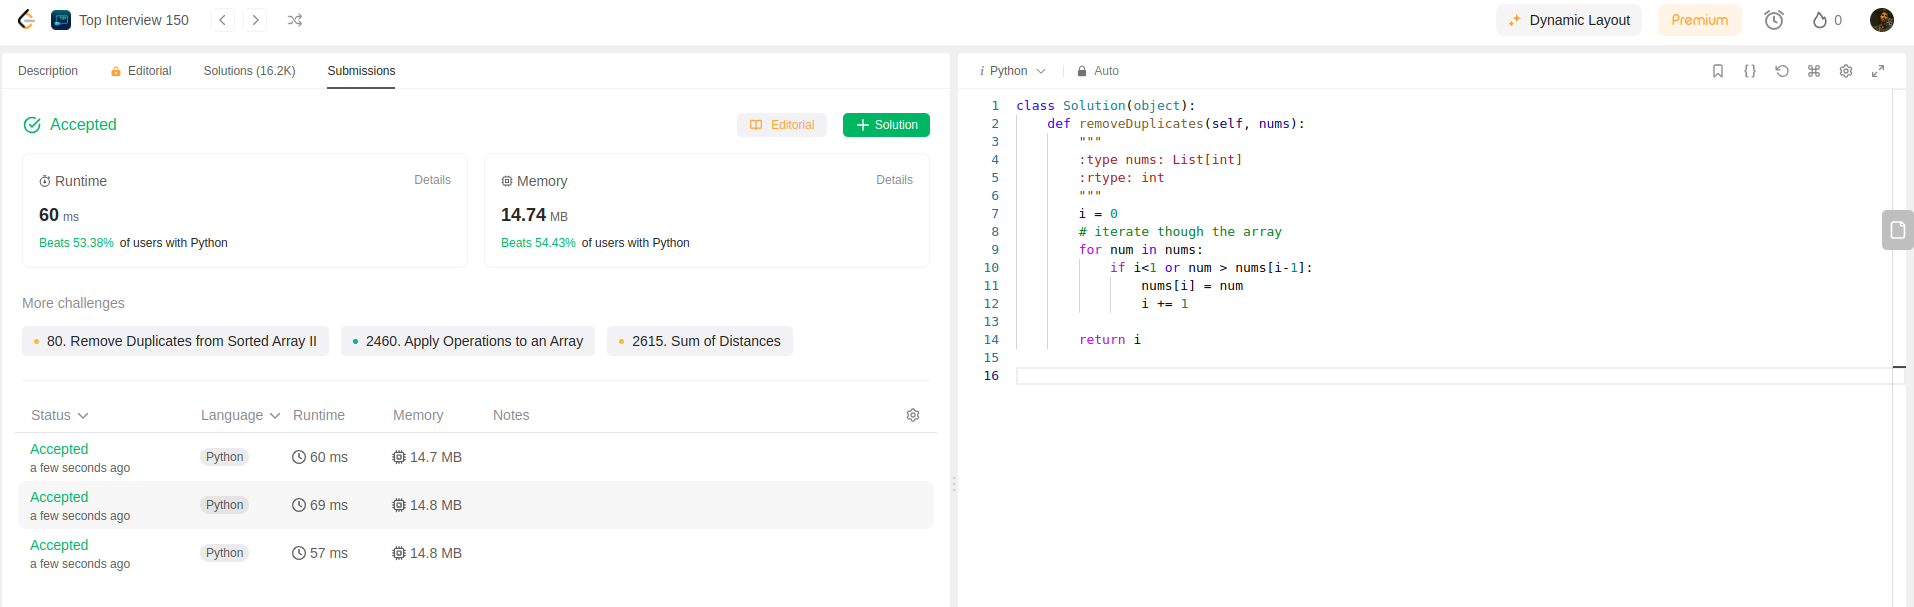 Top Interview 150
Dynamic Layout
Premium
0
Description
Editorial
Solutions (16.2K)
Submissions
Accepted
Editorial
Solution
Runtime
Details
60 ms
Beats 53.38% of users with Python
Memory
Details
14.74 MB
Beats 54.43% of users with Python
More challenges
80. Remove Duplicates from Sorted Array II
2460. Apply Operations to an Array
2615. Sum of Distances
Status Language Runtime Memory Notes
Accepted
a few seconds ago
Python
60 ms
14.7 MB
Accepted
a few seconds ago
Python
69 ms
14.8 MB
Accepted
a few seconds ago
Python
57 ms
14.8 MB
i Python
Auto
1 class Solution(object):
2 def removeDuplicates(self, nums):
3 """
4 :type nums: List[int]
5 :rtype: int
6 """
7 i = 0
8 # iterate though the array
9 for num in nums:
10 if i<1 or num > nums[i-1]:
11 nums[i] = num
12 i += 1
13
14 return i
15
16